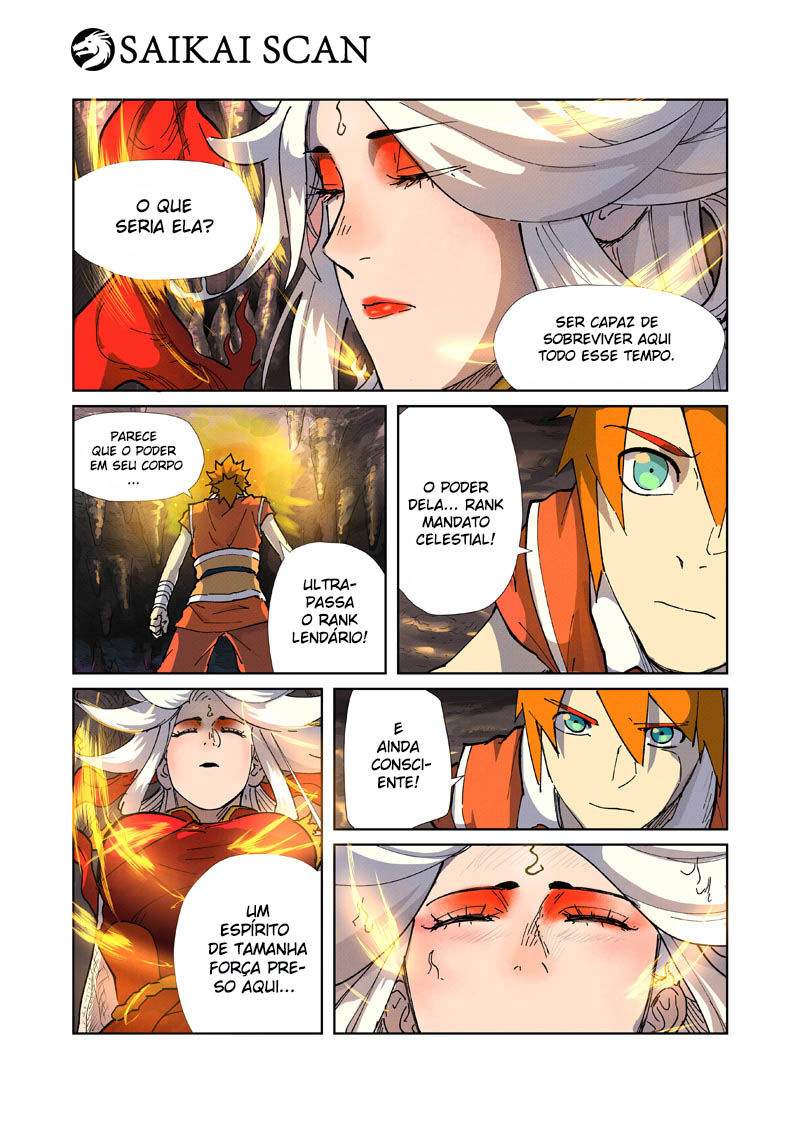 SAIKAI SCAN
O QUE
SERIA ELA?
SER CAPAZ DE
SOBREVIVER AQUI
TODO ESSE TEMPO.
PARECE
QUE O PODER
EM SEU CORPO
...
ULTRA-
PASSA
O RANK
LENDÁRIO!
O PODER
DELA... RANK
MANDATO
CELESTIAL!
UM
ESPÍRITO
DE TAMANHA
FORÇA PRE-
SO AQUI...
E
AINDA
CONSCI-
ENTE!